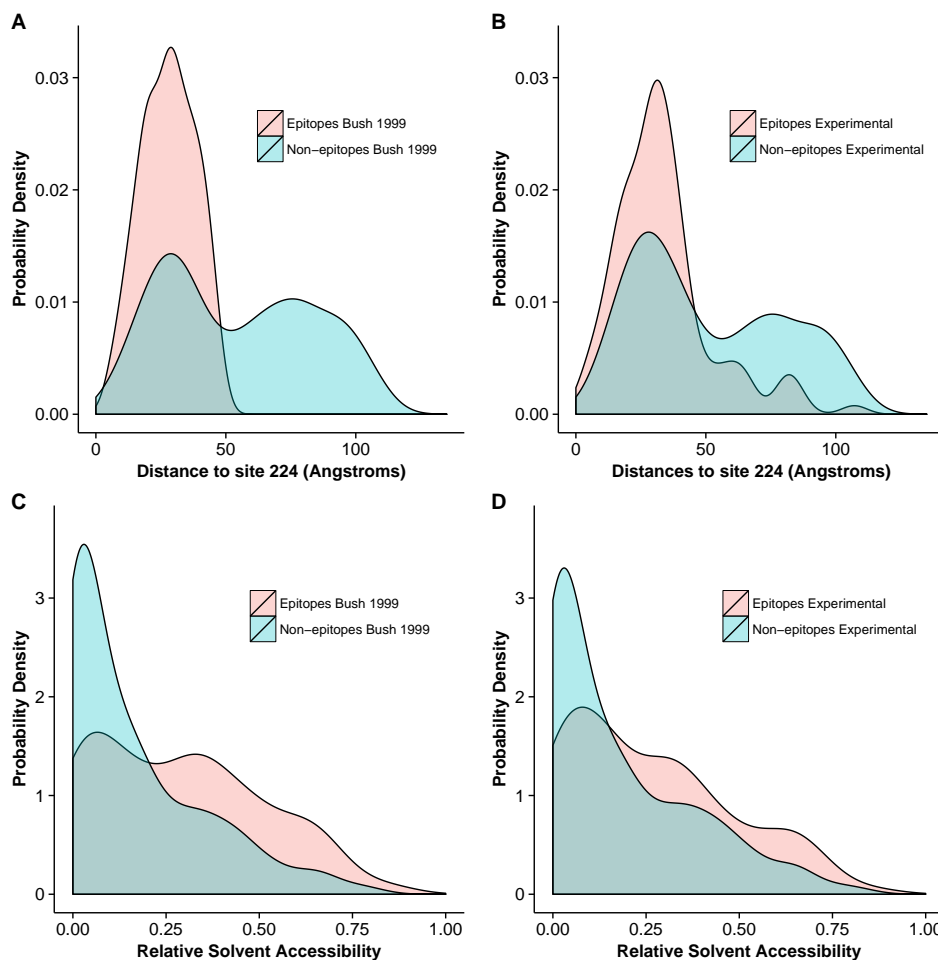 A
0.03
0.02
0.01
0.00
Probability Density
Epitopes Bush 1999
Non−epitopes Bush 1999
0 50 100
Distance to site 224 (Angstroms)
B
0.03
0.02
0.01
0.00
Probability Density
Epitopes Experimental
Non−epitopes Experimental
0 50 100
Distances to site 224 (Angstroms)
C
3
2
1
0
Probability Density
Epitopes Bush 1999
Non−epitopes Bush 1999
0.00 0.25 0.50 0.75 1.00
Relative Solvent Accessibility
D
3
2
1
0
Probability Density
Epitopes Experimental
Non−epitopes Experimental
0.00 0.25 0.50 0.75 1.00
Relative Solvent Accessibility